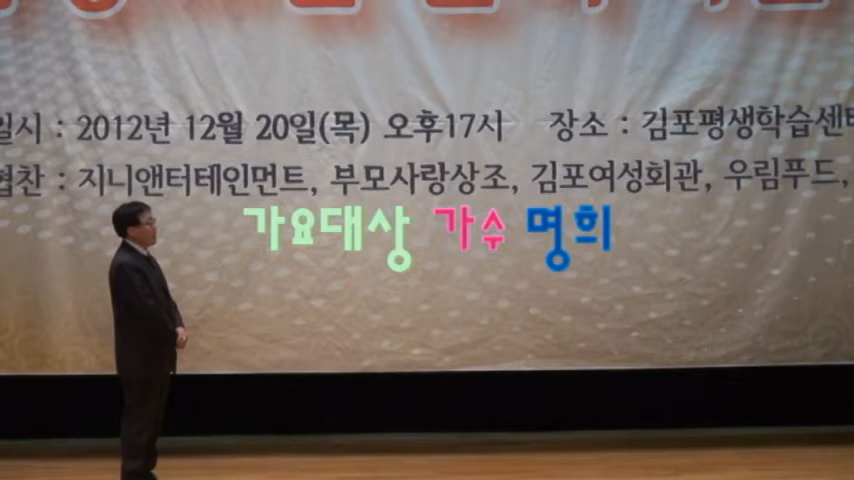 일시 : 2012년 12월 20일(목) 오후17시 장소 : 김포평생학습센터
협찬 : 지니앤터테인먼트, 부모사랑상조, 김포여성회관, 우림푸드,
가요대상 가수 명희